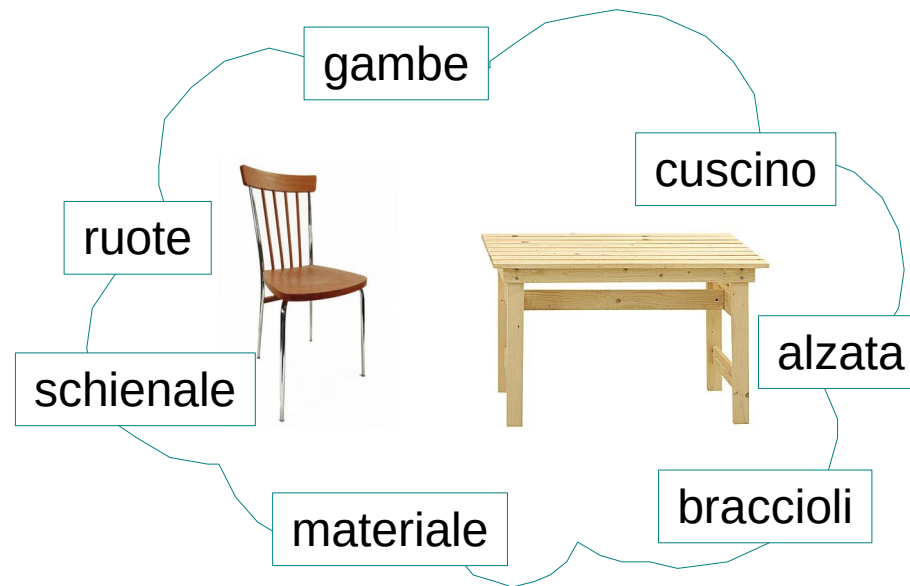 gambe
cuscino
ruote
alzata
schienale
braccioli
materiale